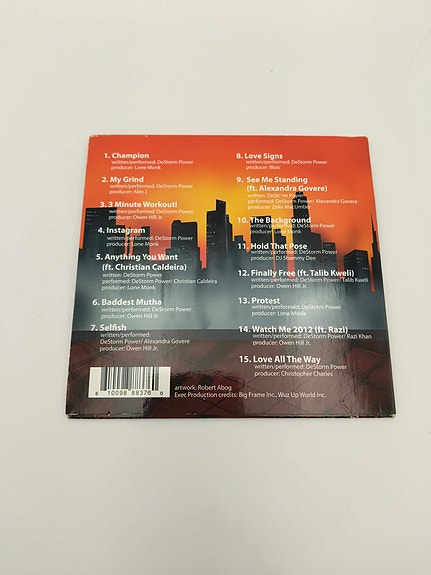 1. Champion
written/performed: DeStorm Power
producer: Lone Monk
2. My Grind
written/performed: DeStorm Power
producer: Alex J.
3. 3 Minute Workout!
written/performed: DeStorm Power
producer: Owen Hill Jr.
4. Instagram
written/performed: DeStorm Power
producer: Lone Monk
5. Anything You Want
(ft. Christian Caldeira)
written: DeStorm Power
performed: DeStorm Power/ Christian Caldeira
producer: Lone Monk
6. Baddest Mutha
written/performed: DeStorm Power
producer: Owen Hill Jr.
7. Selfish
written/performed:
DeStorm Power/ Alexandra Govere
producer: Owen Hill Jr.
8. Love Signs
written/performed: DeStorm Power
producer: Blais
9. See Me Standing
(ft. Alexandra Govere)
written: DeStorm Power
performed: DeStorm Power/ Alexandra Govere
producer: Zeke MacUmber
10. The Background
written/performed: DeStorm Power
producer: Lone Monk
11. Hold That Pose
written/performed: DeStorm Power
producer: DJ Shammy Dee
12. Finally Free (ft. Talib Kweli)
written/performed: DeStorm Power/ Talib Kweli
producer: Owen Hill Jr.
13. Protest
written/performed: DeStorm Power
producer: Lone Monk
14. Watch Me 2012 (ft. Razi)
written/performed: DeStorm Power/ Razi Khan
producer: Owen Hill Jr.
15. Love All The Way
written/performed: DeStorm Power
producer: Christopher Charles
6 10098 88376 0
artwork: Robert Abog
Exec Production credits: Big Frame Inc., Wuz Up World Inc.